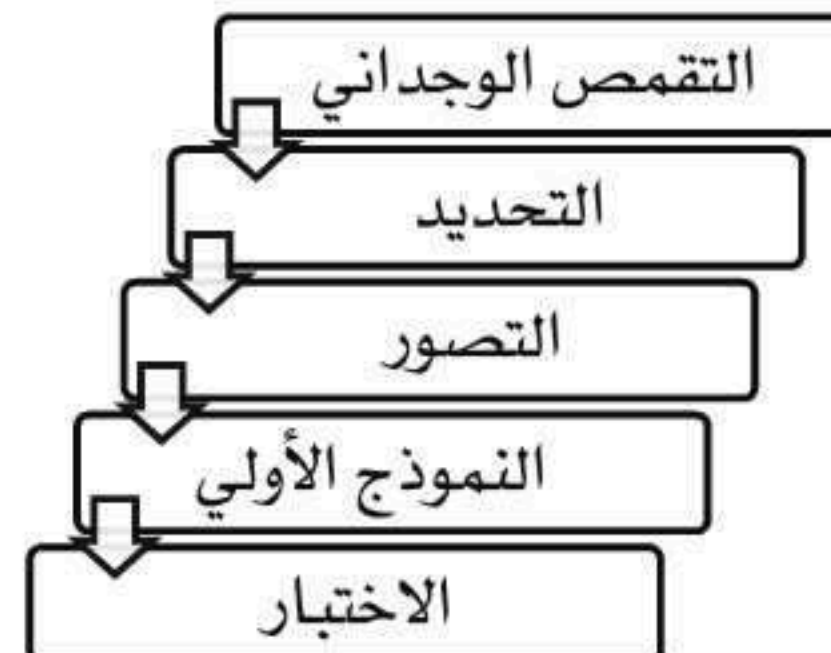 التقمص الوجداني
التحديد
التصور
النموذج الأولي
الاختبار